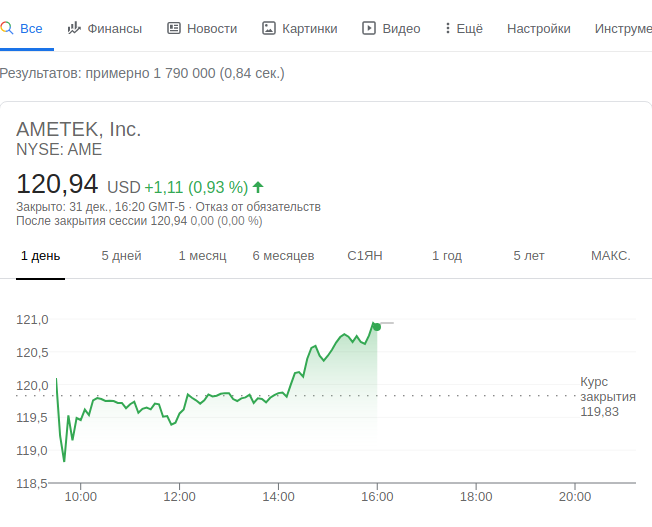 Все Финансы Новости Картинки Видео Ещё Настройки Инструме
Результатов: примерно 1 790 000 (0,84 сек.)
AMETEK, Inc.
NYSE: AME
120,94 USD +1,11 (0,93 %)
Закрыто: 31 дек., 16:20 GMT-5 · Отказ от обязательств
После закрытия сессии 120,94 0,00 (0,00 %)
1 день 5 дней 1 месяц 6 месяцев С1ЯН 1 год 5 лет МАКС.
121,0
120,5
120,0
119,5
119,0
118,5
Курс
закрытия
119,83
10:00 12:00 14:00 16:00 18:00 20:00